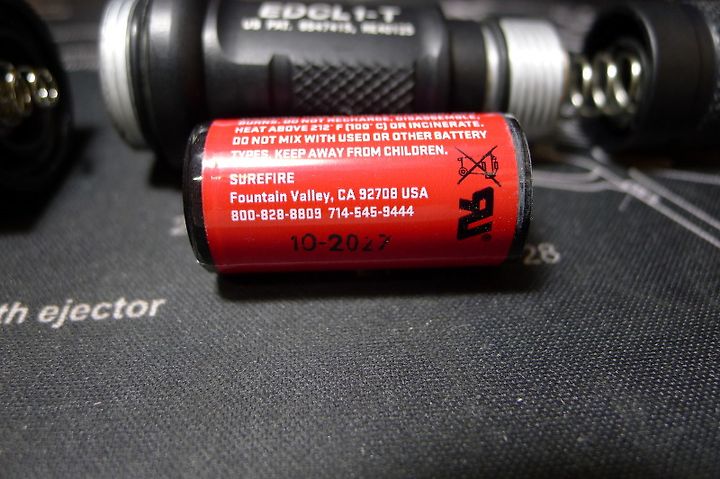 EDCL1-T
BURNS. DO NOT RECHARGE, DISASSEMBLE,
HEAT ABOVE 212° F (100° C) OR INCINERATE.
DO NOT MIX WITH USED OR OTHER BATTERY
TYPES. KEEP AWAY FROM CHILDREN.
SUREFIRE
Fountain Valley, CA 92708 USA
800-828-8809 714-545-9444
10-2027
28
th ejector